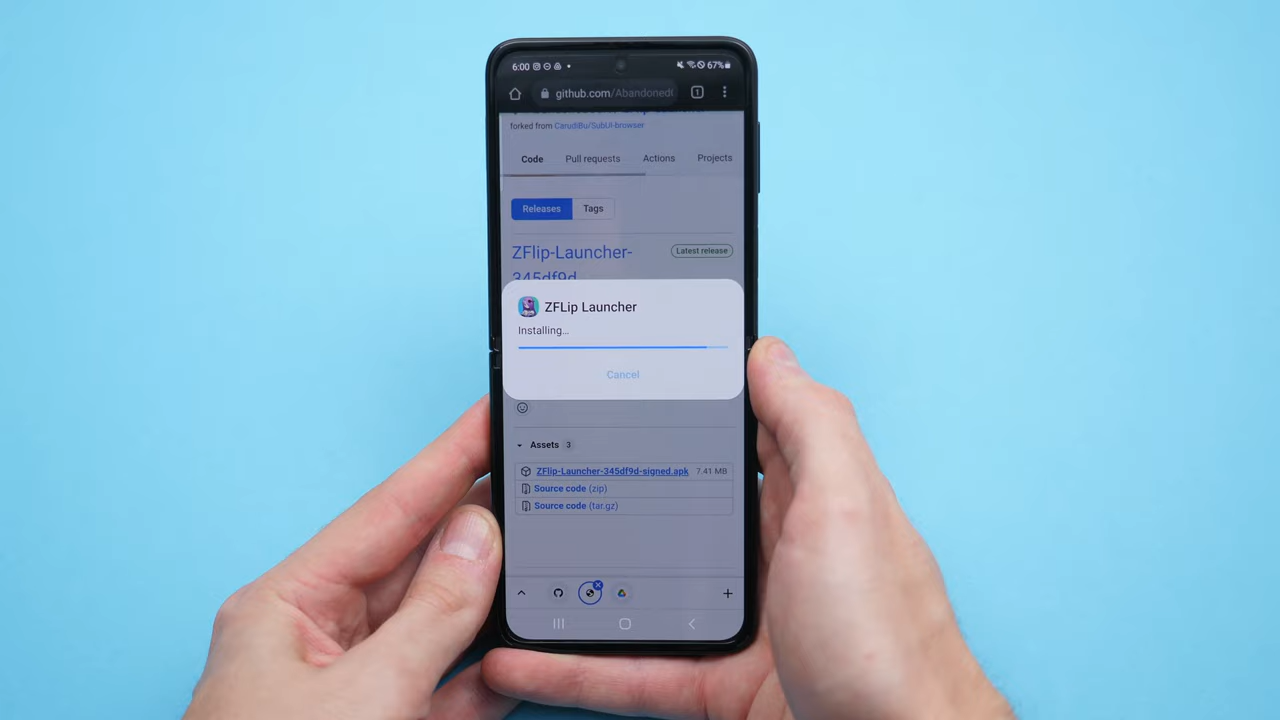 6:00
67%
github.com/Abandoned
forked from CarudiBu/SubUI-browser
Code Pull requests Actions Projects
Releases Tags
ZFlip-Launcher- Latest release
345df9d
ZFLip Launcher
Installing...
Cancel
Assets 3
ZFlip-Launcher-345df9d-signed.apk 7.41 MB
Source code (zip)
Source code (tar.gz)
1